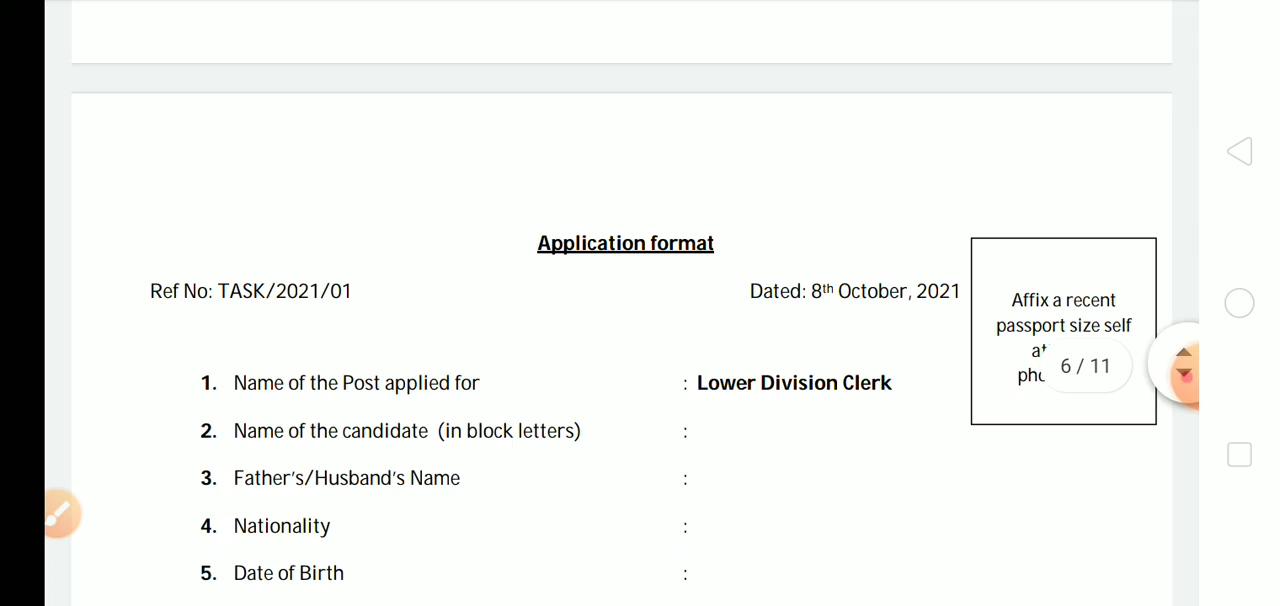 Application format
Ref No: TASK/2021/01
Dated: 8th October, 2021
Affix a recent
passport size self
6 / 11
1. Name of the Post applied for : Lower Division Clerk
2. Name of the candidate (in block letters) :
3. Father's/Husband's Name :
4. Nationality :
5. Date of Birth :